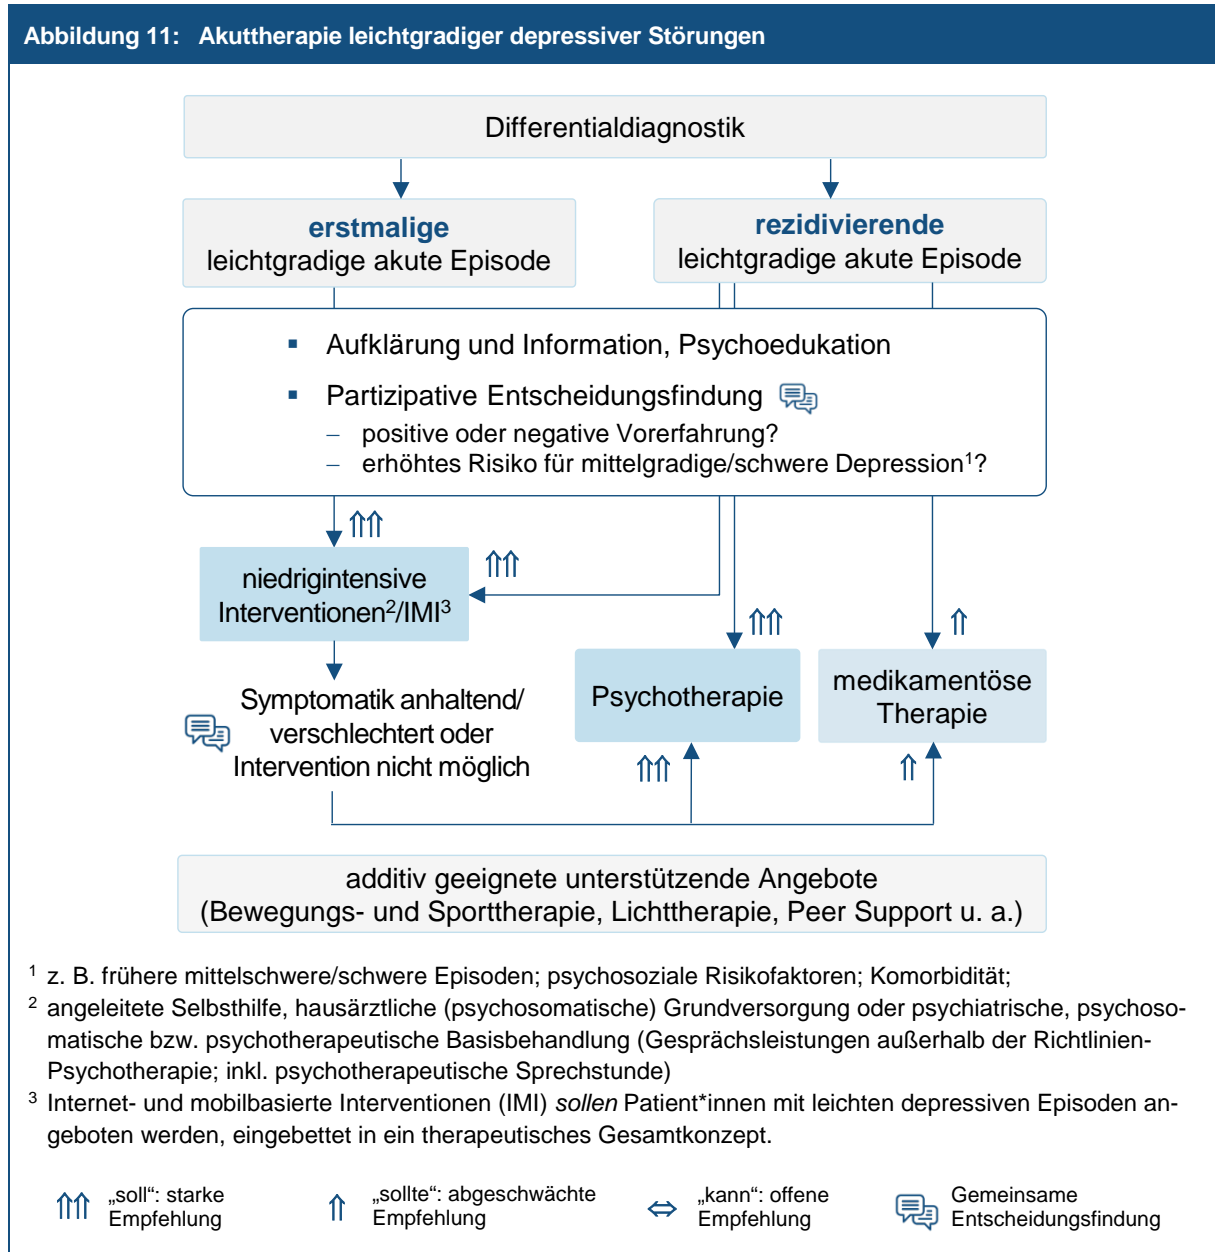 Abbildung 11: Akuttherapie leichtgradiger depressiver Störungen
Differentialdiagnostik
erstmalige
leichtgradige akute Episode
rezidivierende
leichtgradige akute Episode
▪ Aufklärung und Information, Psychoedukation
▪ Partizipative Entscheidungsfindung
– positive oder negative Vorerfahrung?
– erhöhtes Risiko für mittelgradige/schwere Depression¹?
⇑⇑
niedrigintensive
Interventionen²/IMI³
⇑⇑
⇑⇑
⇑
Psychotherapie
medikamentöse
Therapie
Symptomatik anhaltend/
verschlechtert oder
Intervention nicht möglich
⇑⇑
⇑
additiv geeignete unterstützende Angebote
(Bewegungs- und Sporttherapie, Lichttherapie, Peer Support u. a.)
¹ z. B. frühere mittelschwere/schwere Episoden; psychosoziale Risikofaktoren; Komorbidität;
² angeleitete Selbsthilfe, hausärztliche (psychosomatische) Grundversorgung oder psychiatrische, psychoso-
matische bzw. psychotherapeutische Basisbehandlung (Gesprächsleistungen außerhalb der Richtlinien-
Psychotherapie; inkl. psychotherapeutische Sprechstunde)
³ Internet- und mobilbasierte Interventionen (IMI) sollen Patient*innen mit leichten depressiven Episoden an-
geboten werden, eingebettet in ein therapeutisches Gesamtkonzept.
⇑⇑ „soll“: starke
Empfehlung
⇑ „sollte“: abgeschwächte
Empfehlung
⇔ „kann“: offene
Empfehlung
Gemeinsame
Entscheidungsfindung